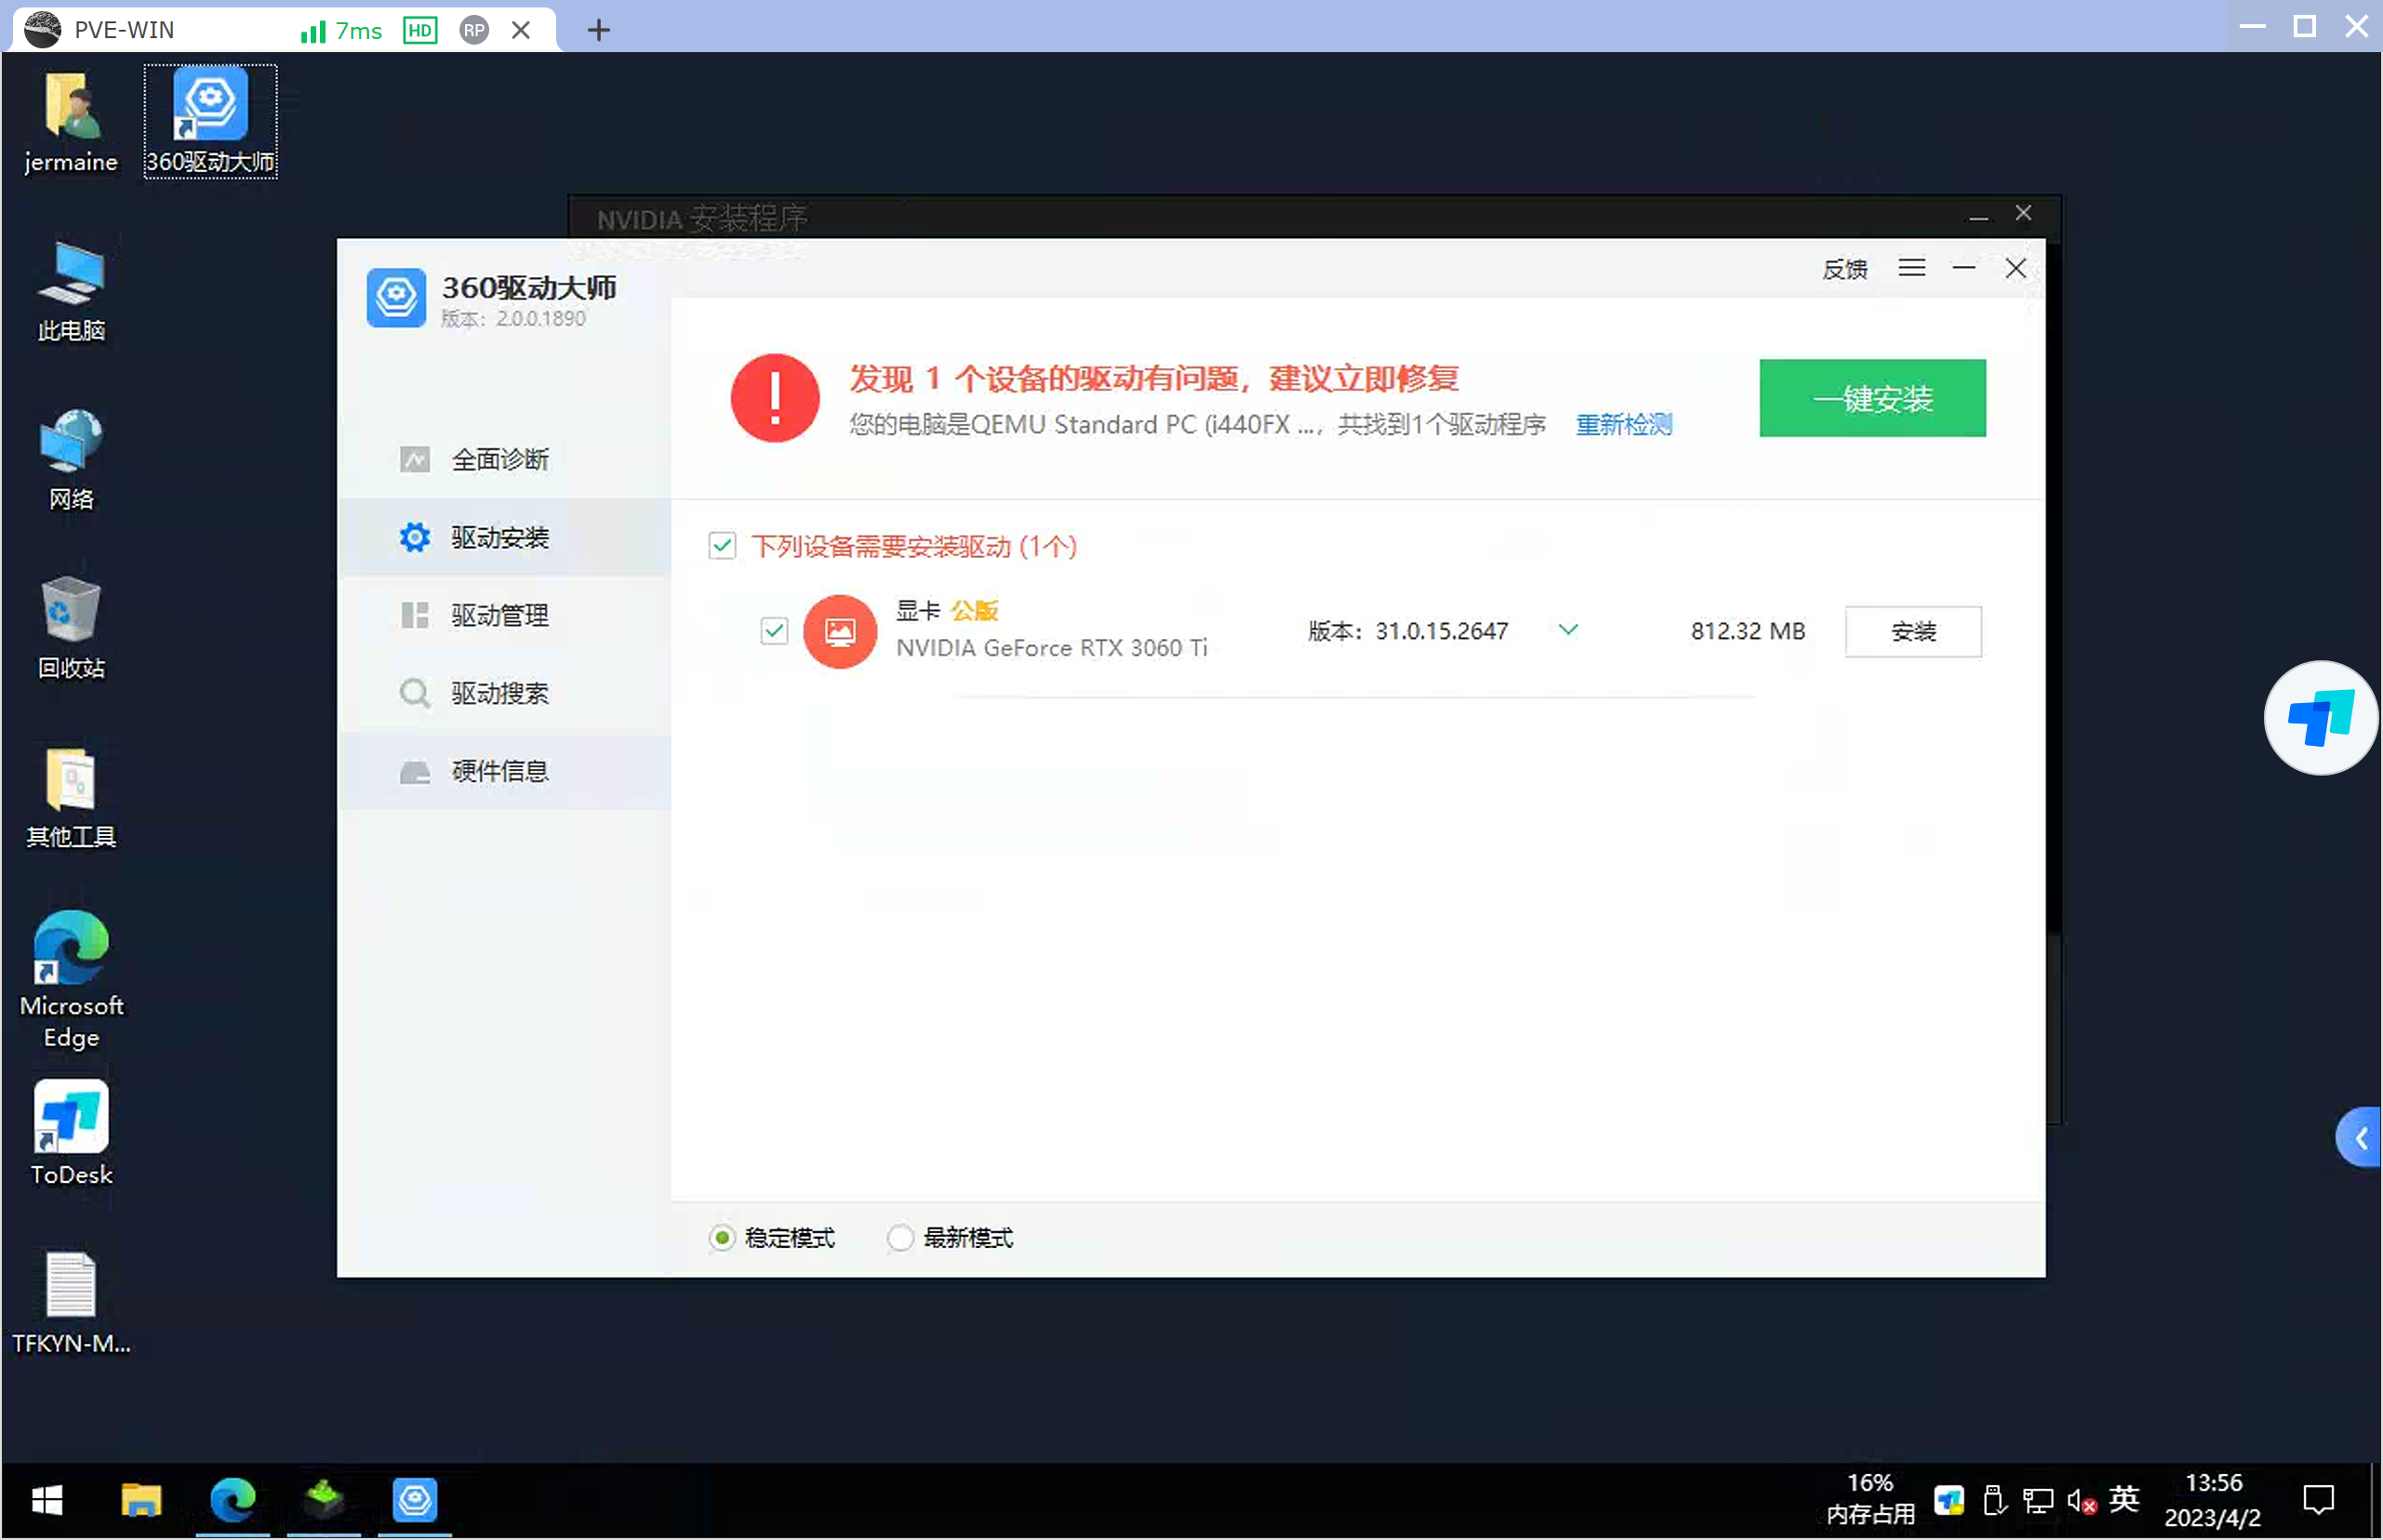 PVE-WIN
7ms
HD
RP
jermaine
360驱动大师
此电脑
网络
回收站
其他工具
Microsoft
Edge
ToDesk
TFKYN-M...
NVIDIA 安装程序
360驱动大师
版本：2.0.0.1890
反馈
全面诊断
驱动安装
驱动管理
驱动搜索
硬件信息
发现 1 个设备的驱动有问题，建议立即修复
您的电脑是QEMU Standard PC (i440FX ...，共找到1个驱动程序 重新检测
一键安装
下列设备需要安装驱动 (1个)
显卡 公版
NVIDIA GeForce RTX 3060 Ti
版本：31.0.15.2647
812.32 MB
安装
稳定模式
最新模式
16%
内存占用
英
13:56
2023/4/2